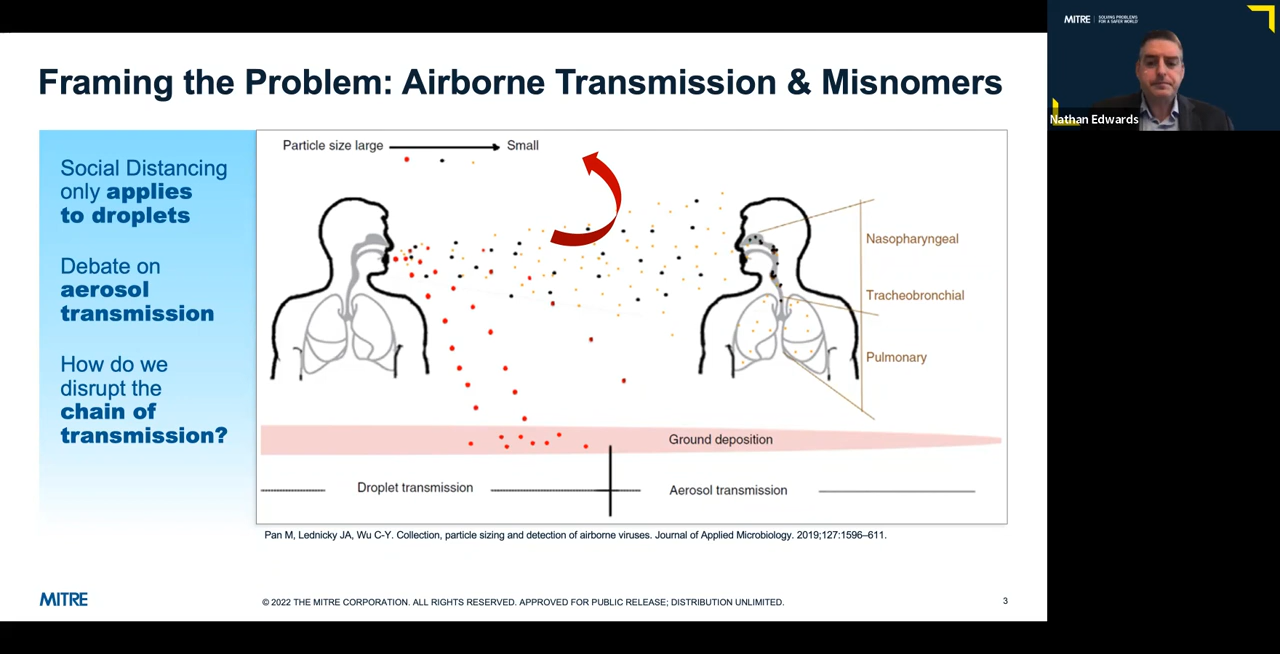 Framing the Problem: Airborne Transmission & Misnomers
Social Distancing
only applies
to droplets
Debate on
aerosol
transmission
How do we
disrupt the
chain of
transmission?
Particle size large
Small
Nasopharyngeal
Tracheobronchial
Pulmonary
Ground deposition
Droplet transmission
Aerosol transmission
Pan M, Lednicky JA, Wu C-Y. Collection, particle sizing and detection of airborne viruses. Journal of Applied Microbiology. 2019;127:1596–611.
MITRE
© 2022 THE MITRE CORPORATION. ALL RIGHTS RESERVED. APPROVED FOR PUBLIC RELEASE; DISTRIBUTION UNLIMITED.
3
MITRE
SOLVING PROBLEMS
FOR A SAFER WORLD
Nathan Edwards